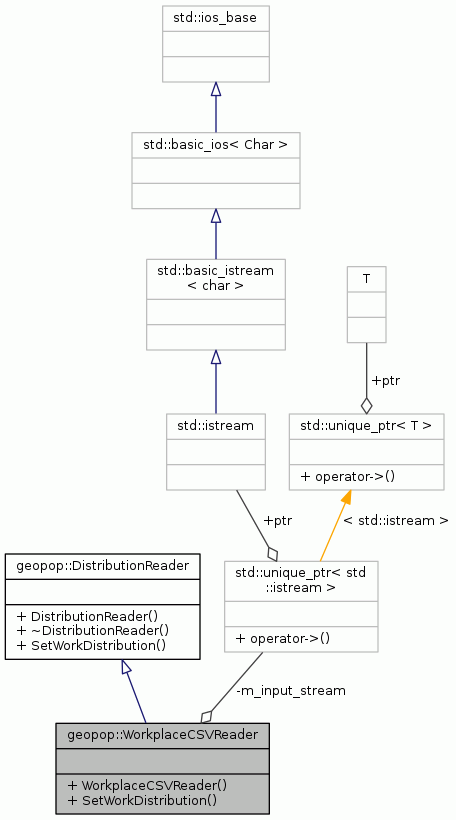 std::ios_base
std::basic_ios< Char >
std::basic_istream
< char >
T
+ptr
std::istream
std::unique_ptr< T >
+ operator->()
+ptr
< std::istream >
geopop::DistributionReader
+ DistributionReader()
+ ~DistributionReader()
+ SetWorkDistribution()
std::unique_ptr< std
::istream >
+ operator->()
-m_input_stream
geopop::WorkplaceCSVReader
+ WorkplaceCSVReader()
+ SetWorkDistribution()